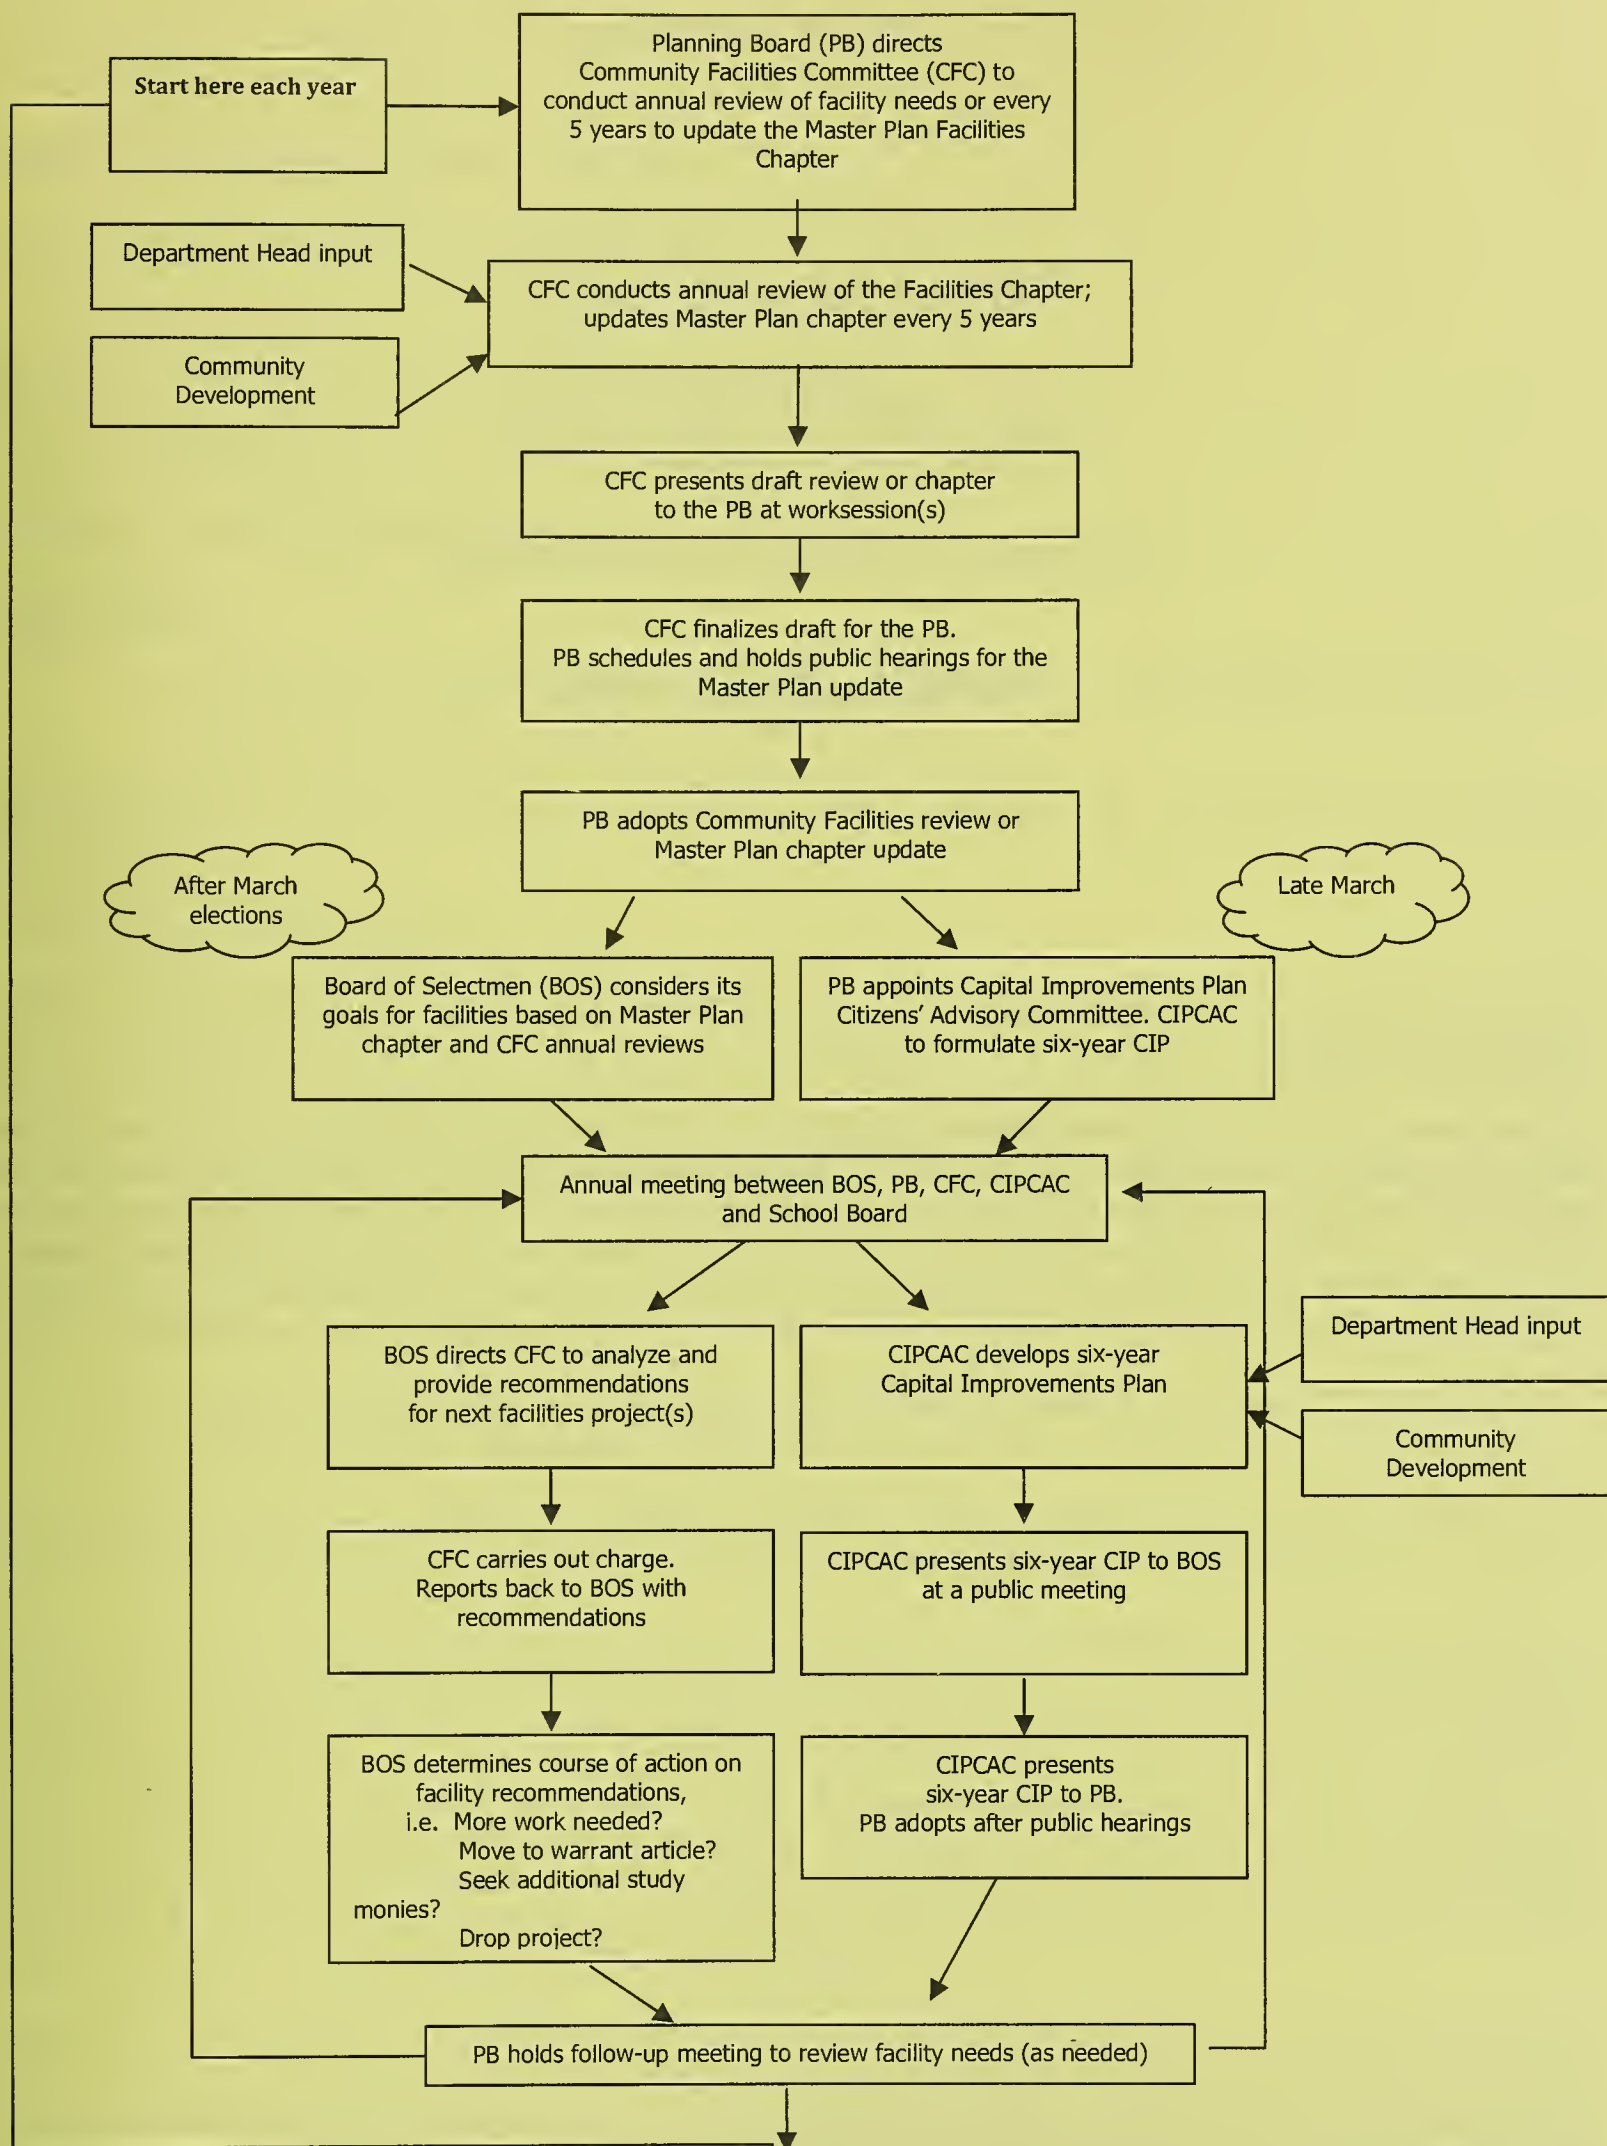 Start here each year
Planning Board (PB) directs
Community Facilities Committee (CFC) to
conduct annual review of facility needs or every
5 years to update the Master Plan Facilities
Chapter
Department Head input
Community
Development
CFC conducts annual review of the Facilities Chapter;
updates Master Plan chapter every 5 years
CFC presents draft review or chapter
to the PB at worksession(s)
CFC finalizes draft for the PB.
PB schedules and holds public hearings for the
Master Plan update
PB adopts Community Facilities review or
Master Plan chapter update
After March
elections
Late March
Board of Selectmen (BOS) considers its
goals for facilities based on Master Plan
chapter and CFC annual reviews
PB appoints Capital Improvements Plan
Citizens' Advisory Committee. CIPCAC
to formulate six-year CIP
Annual meeting between BOS, PB, CFC, CIPCAC
and School Board
BOS directs CFC to analyze and
provide recommendations
for next facilities project(s)
CIPCAC develops six-year
Capital Improvements Plan
Department Head input
Community
Development
CFC carries out charge.
Reports back to BOS with
recommendations
CIPCAC presents six-year CIP to BOS
at a public meeting
BOS determines course of action on
facility recommendations,
i.e. More work needed?
Move to warrant article?
Seek additional study
monies?
Drop project?
CIPCAC presents
six-year CIP to PB.
PB adopts after public hearings
PB holds follow-up meeting to review facility needs (as needed)